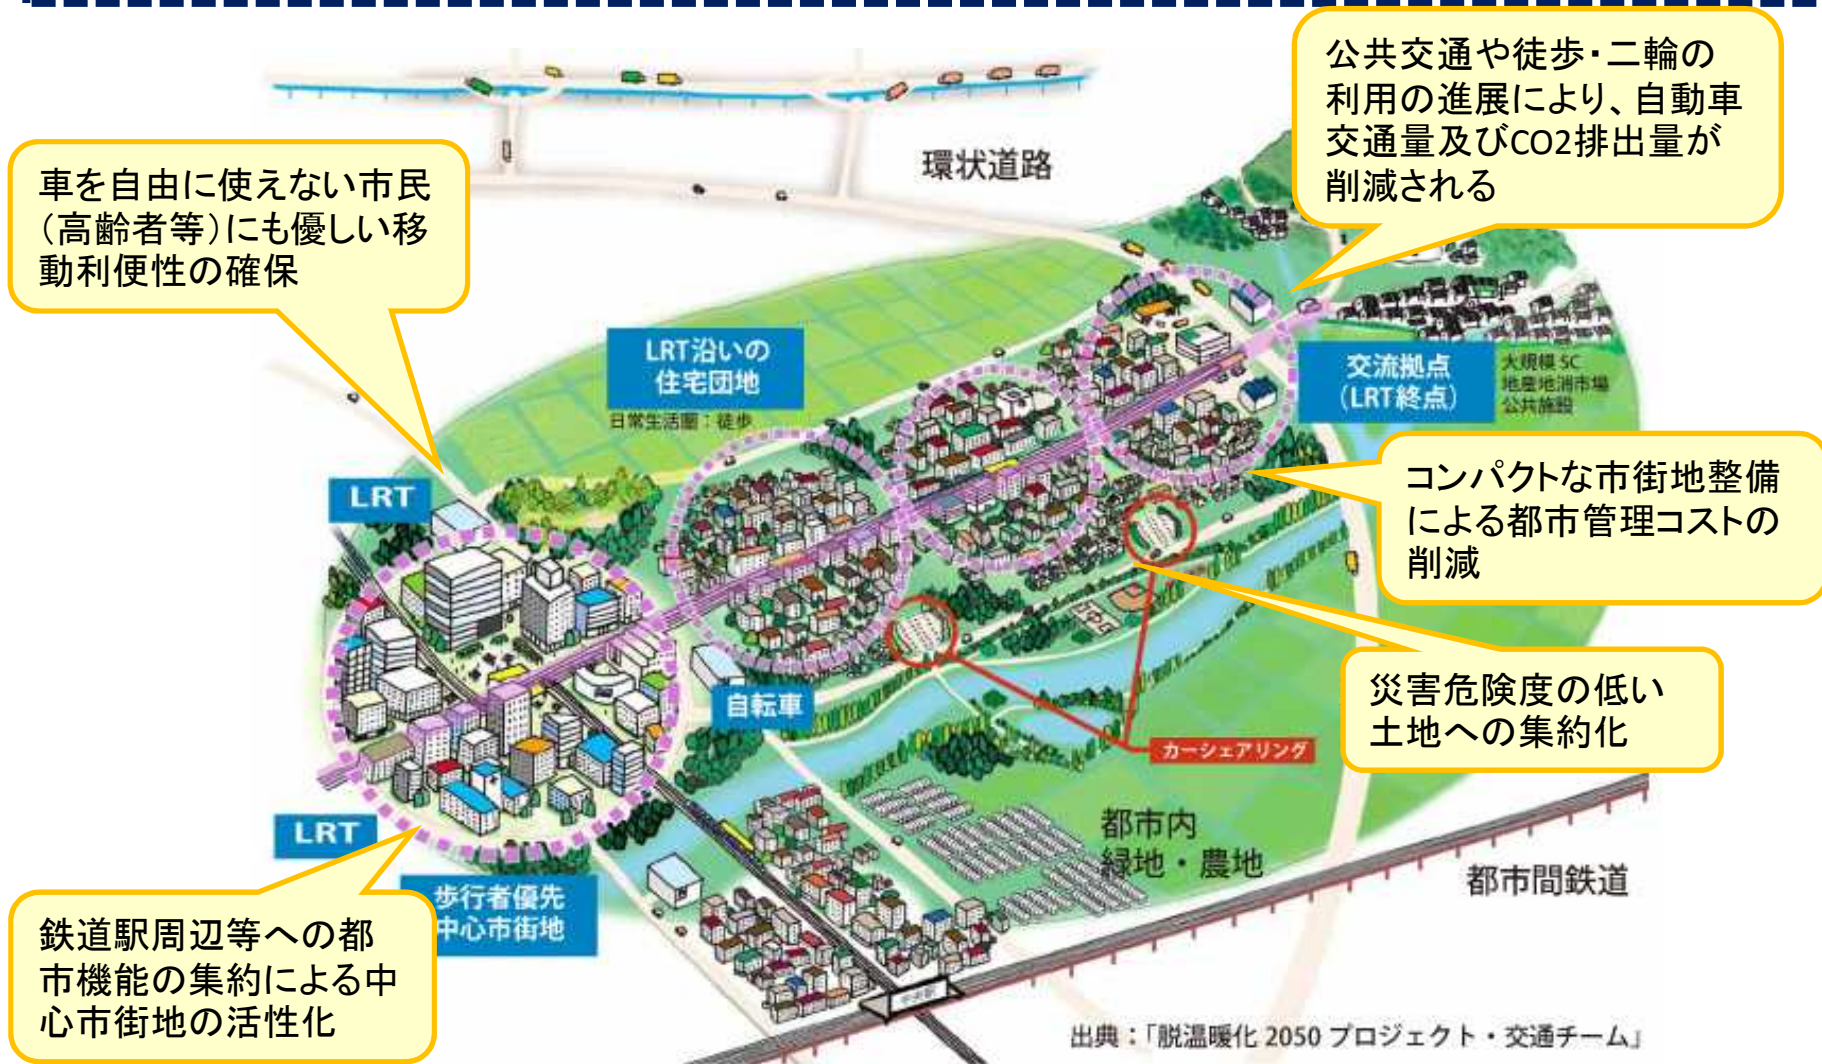 公共交通や徒歩・二輪の
利用の進展により、自動車
交通量及びCO2排出量が
削減される
環状道路
車を自由に使えない市民
（高齢者等）にも優しい移
動利便性の確保
LRT沿いの
住宅団地
日常生活圏：徒歩
交流拠点
（LRT終点）
大規模 SC
地産地消市場
公共施設
LRT
コンパクトな市街地整備
による都市管理コストの
削減
自転車
災害危険度の低い
土地への集約化
カーシェアリング
LRT
都市内
緑地・農地
都市間鉄道
歩行者優先
中心市街地
鉄道駅周辺等への都
市機能の集約による中
心市街地の活性化
出典：「脱温暖化 2050 プロジェクト・交通チーム」